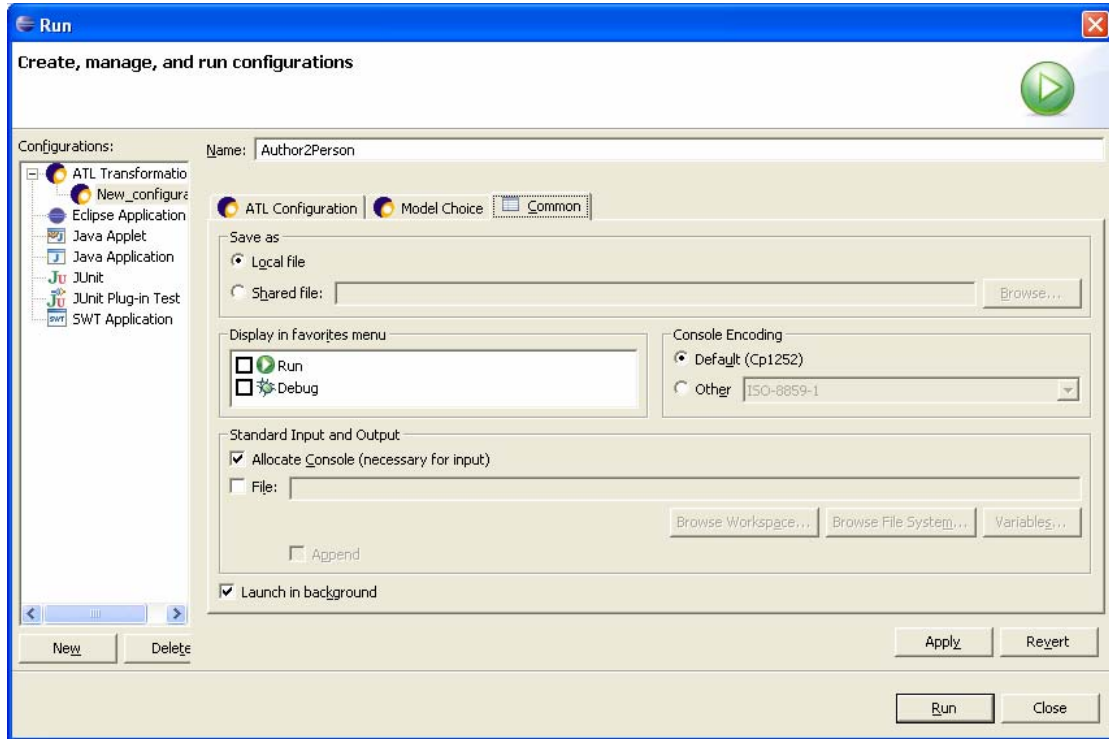 Run
Create, manage, and run configurations
Configurations:
ATL Transformatio
New_configura
Eclipse Application
Java Applet
Java Application
JUnit
JUnit Plug-in Test
SWT Application
New
Delete
Name: Author2Person
ATL Configuration Model Choice Common
Save as
Local file
Shared file: Browse...
Display in favorites menu
Run
Debug
Console Encoding
Default (Cp1252)
Other ISO-8859-1
Standard Input and Output
Allocate Console (necessary for input)
File:
Browse Workspace... Browse File System... Variables...
Append
Launch in background
Apply Revert
Run Close